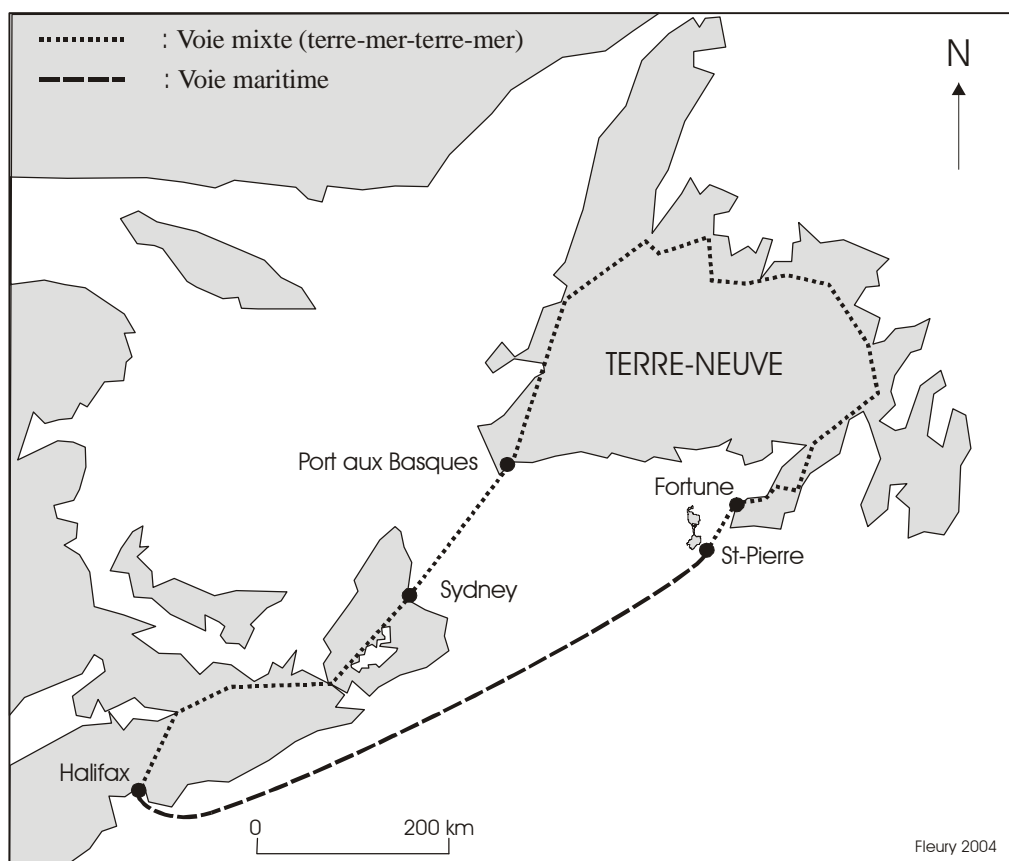 : Voie mixte (terre-mer-terre-mer)
: Voie maritime
N
TERRE-NEUVE
Port aux Basques
Fortune
St-Pierre
Sydney
Halifax
0 200 km
Fleury 2004